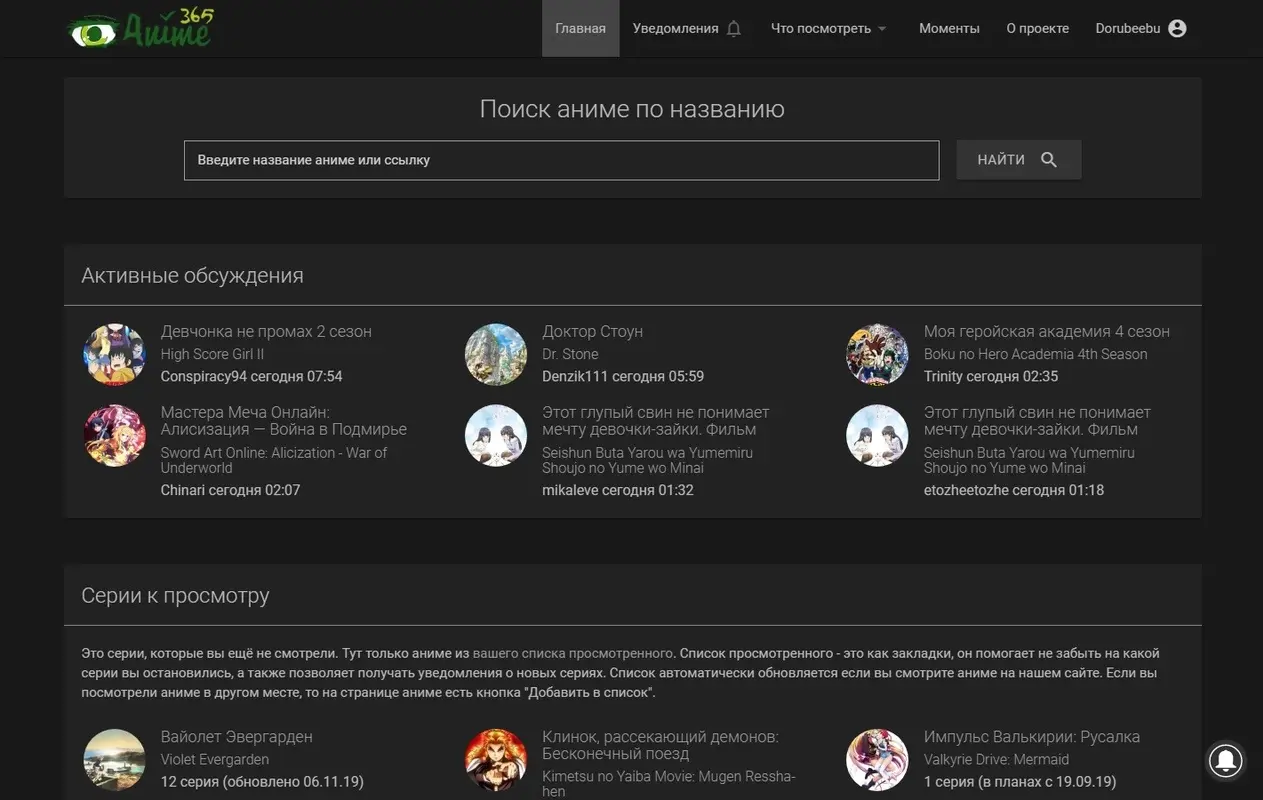 Anime 365
Главная
Уведомления
Что посмотреть
Моменты
О проекте
Dorubeebu
Поиск аниме по названию
Введите название аниме или ссылку
НАЙТИ
Активные обсуждения
Девчонка не промах 2 сезон
High Score Girl II
Conspiracy94 сегодня 07:54
Доктор Стоун
Dr. Stone
Denzik111 сегодня 05:59
Моя геройская академия 4 сезон
Boku no Hero Academia 4th Season
Trinity сегодня 02:35
Мастера Меча Онлайн:
Алисизация — Война в Подмирье
Sword Art Online: Alicization - War of
Underworld
Chinari сегодня 02:07
Этот глупый свин не понимает
мечту девочки-зайки. Фильм
Seishun Buta Yarou wa Yumemiru
Shoujo no Yume wo Minai
mikaleve сегодня 01:32
Этот глупый свин не понимает
мечту девочки-зайки. Фильм
Seishun Buta Yarou wa Yumemiru
Shoujo no Yume wo Minai
etozheetozhe сегодня 01:18
Серии к просмотру
Это серии, которые вы ещё не смотрели. Тут только аниме из вашего списка просмотренного. Список просмотренного - это как закладки, он помогает не забыть на какой
серии вы остановились, а также позволяет получать уведомления о новых сериях. Список автоматически обновляется если вы смотрите аниме на нашем сайте. Если вы
посмотрели аниме в другом месте, то на странице аниме есть кнопка "Добавить в список".
Вайолет Эвергарден
Violet Evergarden
12 серия (обновлено 06.11.19)
Клинок, рассекающий демонов:
Бесконечный поезд
Kimetsu no Yaiba Movie: Mugen Ressha-
hen
Импульс Валькирии: Русалка
Valkyrie Drive: Mermaid
1 серия (в планах с 19.09.19)